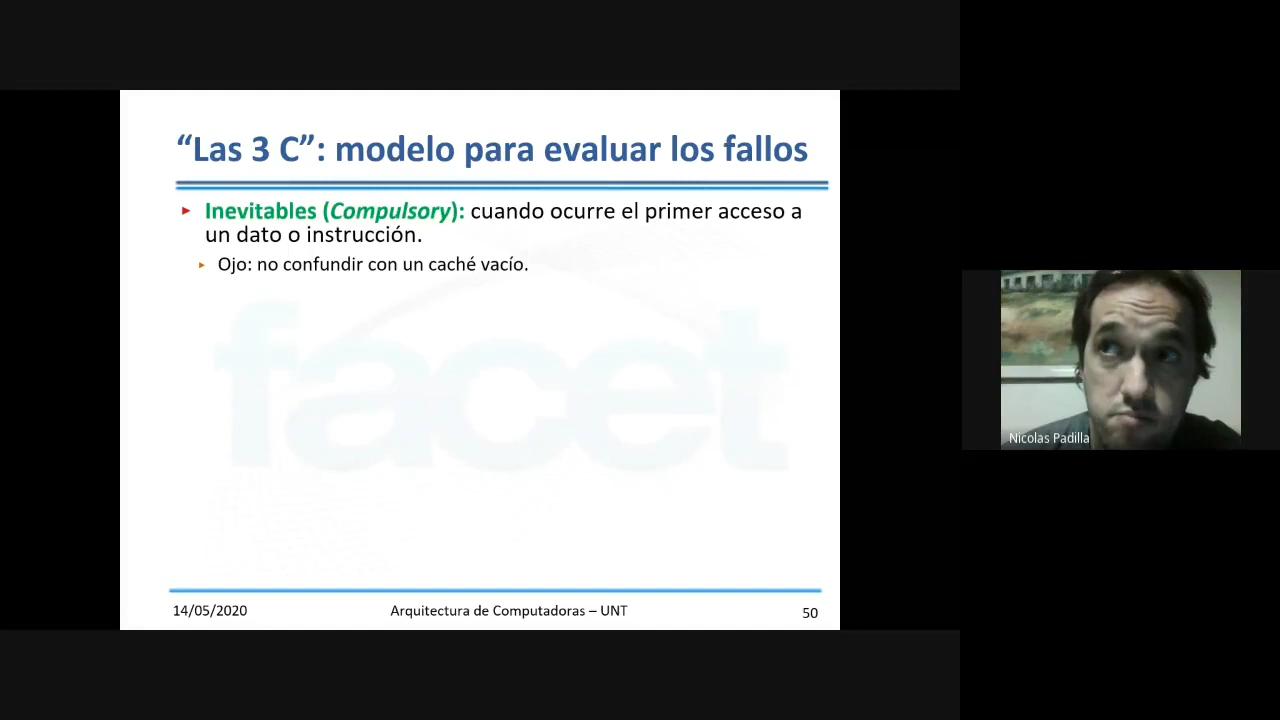 “Las 3 C”: modelo para evaluar los fallos
Inevitables (Compulsory): cuando ocurre el primer acceso a
un dato o instrucción.
Ojo: no confundir con un caché vacío.
facet
14/05/2020 Arquitectura de Computadoras – UNT 50
Nicolas Padilla